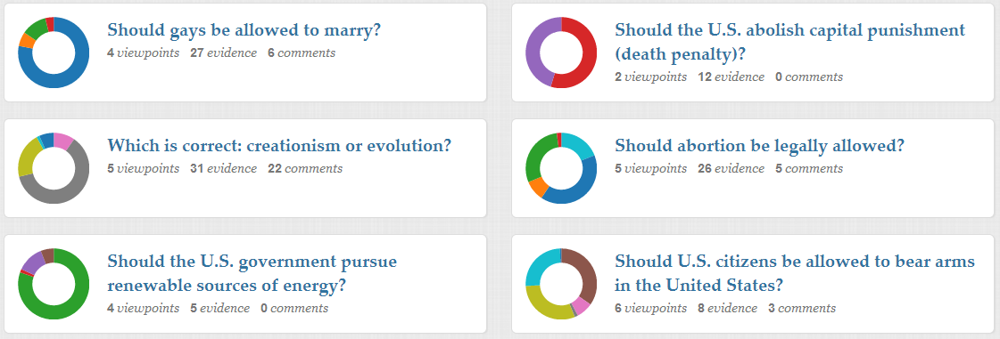 Should gays be allowed to marry?
4 viewpoints 27 evidence 6 comments
Should the U.S. abolish capital punishment
(death penalty)?
2 viewpoints 12 evidence 0 comments
Which is correct: creationism or evolution?
5 viewpoints 31 evidence 22 comments
Should abortion be legally allowed?
5 viewpoints 26 evidence 5 comments
Should the U.S. government pursue
renewable sources of energy?
4 viewpoints 5 evidence 0 comments
Should U.S. citizens be allowed to bear arms
in the United States?
6 viewpoints 8 evidence 3 comments